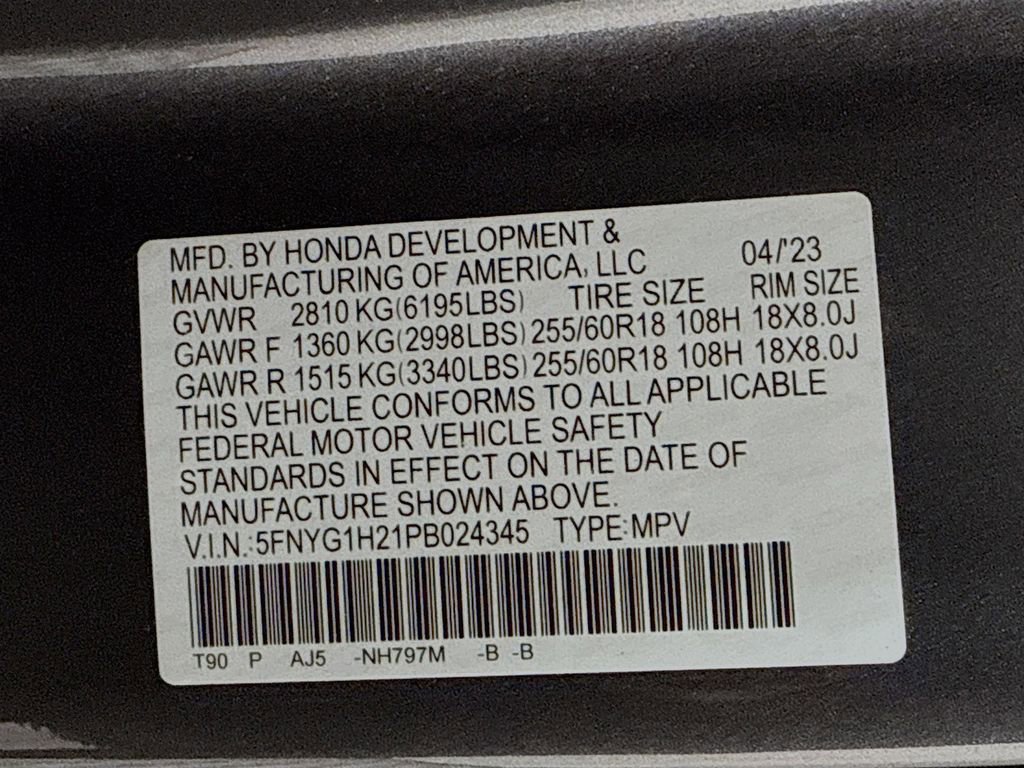 MFD. BY HONDA DEVELOPMENT &
MANUFACTURING OF AMERICA, LLC 04/'23
GVWR 2810 KG(6195LBS) TIRE SIZE RIM SIZE
GAWR F 1360 KG(2998LBS) 255/60R18 108H 18X8.0J
GAWR R 1515 KG(3340LBS) 255/60R18 108H 18X8.0J
THIS VEHICLE CONFORMS TO ALL APPLICABLE
FEDERAL MOTOR VEHICLE SAFETY
STANDARDS IN EFFECT ON THE DATE OF
MANUFACTURE SHOWN ABOVE.
V.I.N.:5FNYG1H21PB024345 TYPE:MPV
T90 P AJ5 -NH797M -B -B